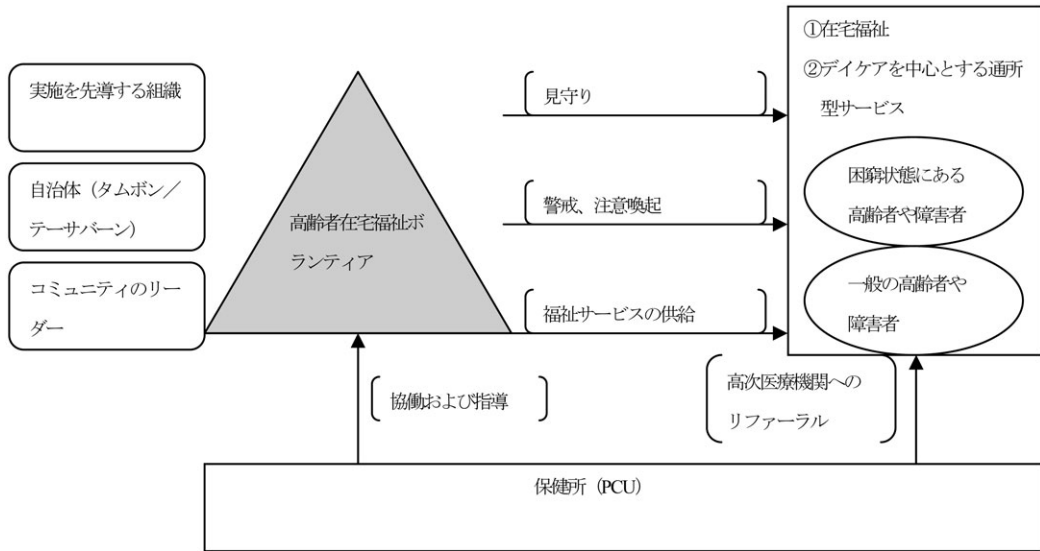 実施を先導する組織
自治体（タムボン／
テーサバーン）
コミュニティのリー
ダー
高齢者在宅福祉ボ
ランティア
見守り
警戒、注意喚起
福祉サービスの供給
①在宅福祉
②デイケアを中心とする通所
型サービス
困窮状態にある
高齢者や障害者
一般の高齢者や
障害者
協働および指導
高次医療機関への
リファーラル
保健所（PCU）